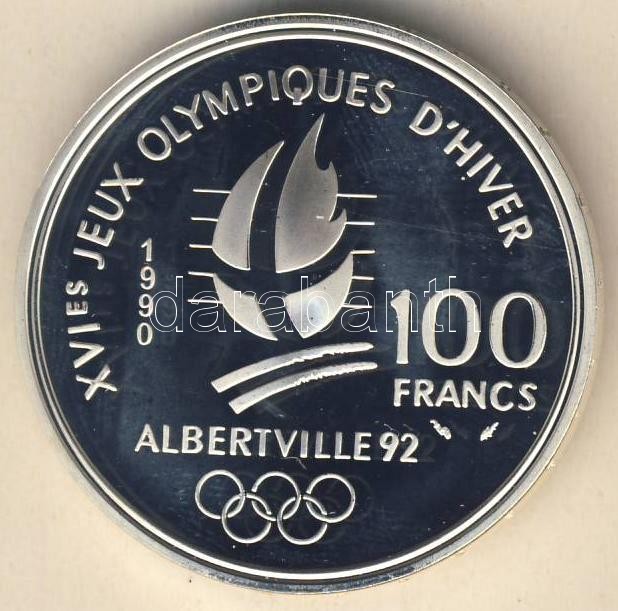 XVIES JEUX OLYMPIQUES D'HIVER
1990
100
FRANCS
ALBERTVILLE 92
darabanth